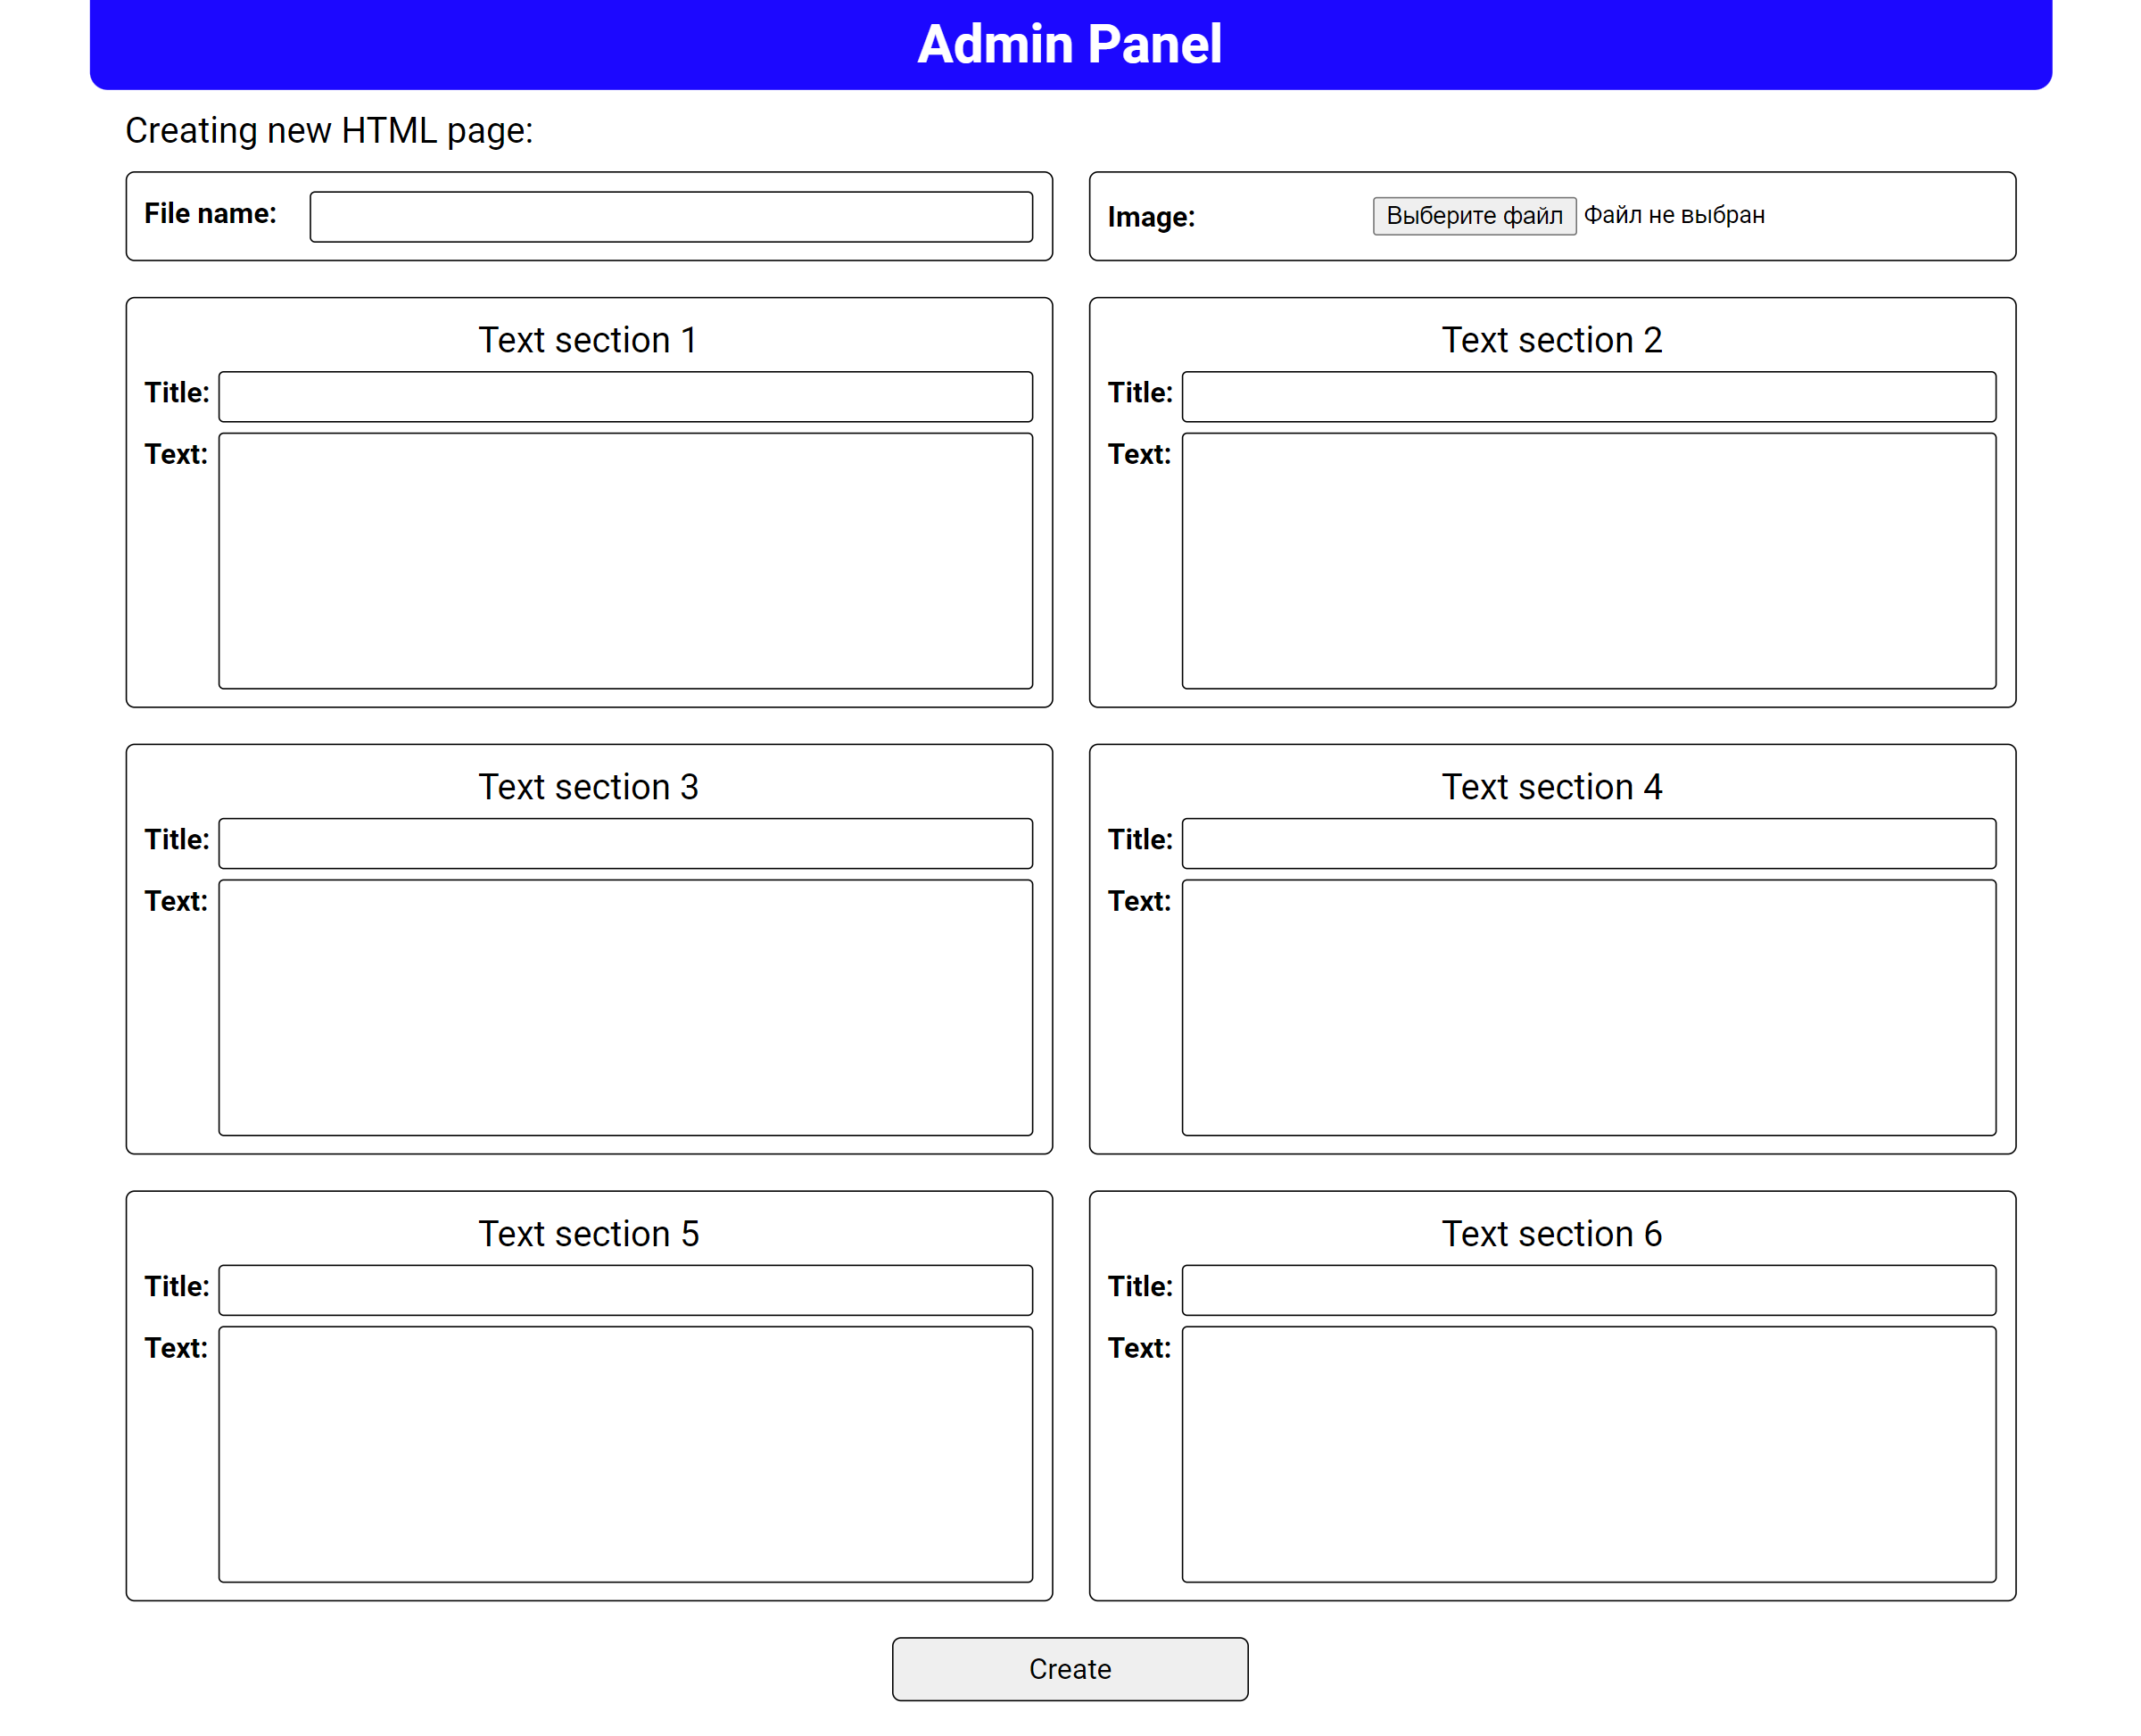 Admin Panel
Creating new HTML page:
File name:
Image: Выберите файл Файл не выбран
Text section 1
Title:
Text:
Text section 2
Title:
Text:
Text section 3
Title:
Text:
Text section 4
Title:
Text:
Text section 5
Title:
Text:
Text section 6
Title:
Text:
Create